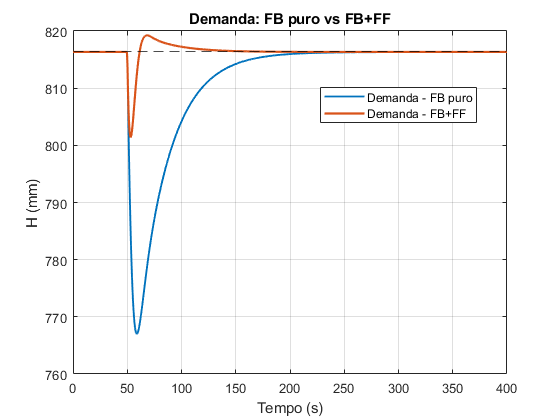 Demanda: FB puro vs FB+FF
820
810
800
790
780
770
760
H (mm)
Demanda - FB puro
Demanda - FB+FF
0 50 100 150 200 250 300 350 400
Tempo (s)